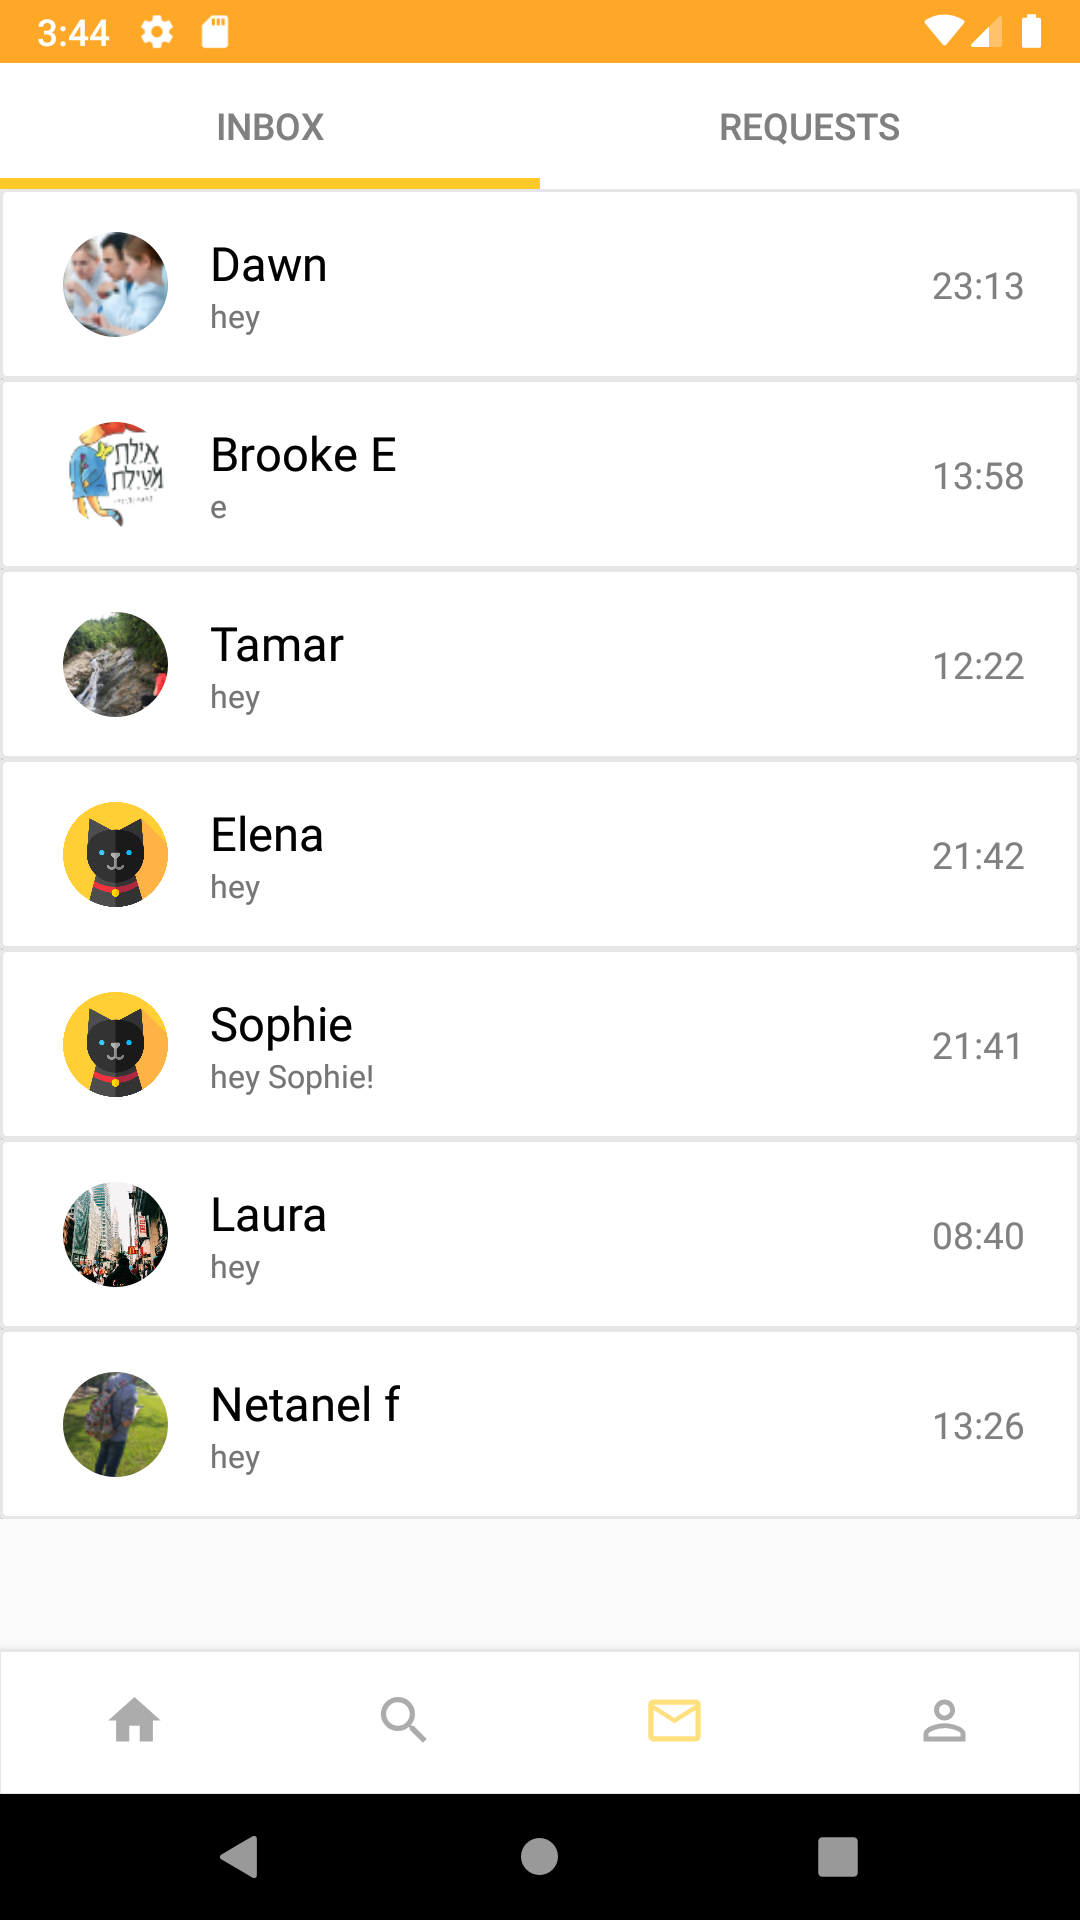 3:44
INBOX
REQUESTS
Dawn
hey
23:13
אילת
מטילת
Brooke E
e
13:58
Tamar
hey
12:22
Elena
hey
21:42
Sophie
hey Sophie!
21:41
Laura
hey
08:40
Netanel f
hey
13:26